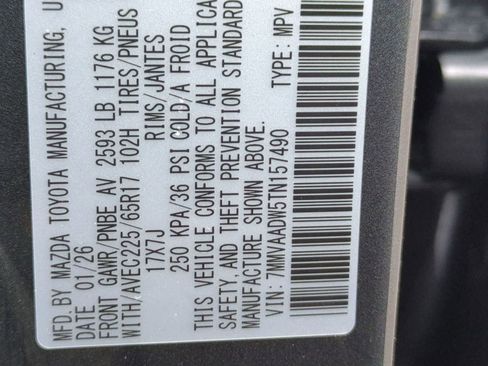 MFD. BY MAZDA TOYOTA MANUFACTURING, U
DATE 01/26
FRONT GAWR/PNBE AV 2593 LB 1176 KG
WITH/AVEC225/65R17 102H TIRES/PNEUS
17X7J RIMS/JANTES
250 KPA/36 PSI COLD/A FROID
THIS VEHICLE CONFORMS TO ALL APPLICA
SAFETY AND THEFT PREVENTION STANDARD
MANUFACTURE SHOWN ABOVE.
VIN: 7MMVAADW5TN157490 TYPE: MPV